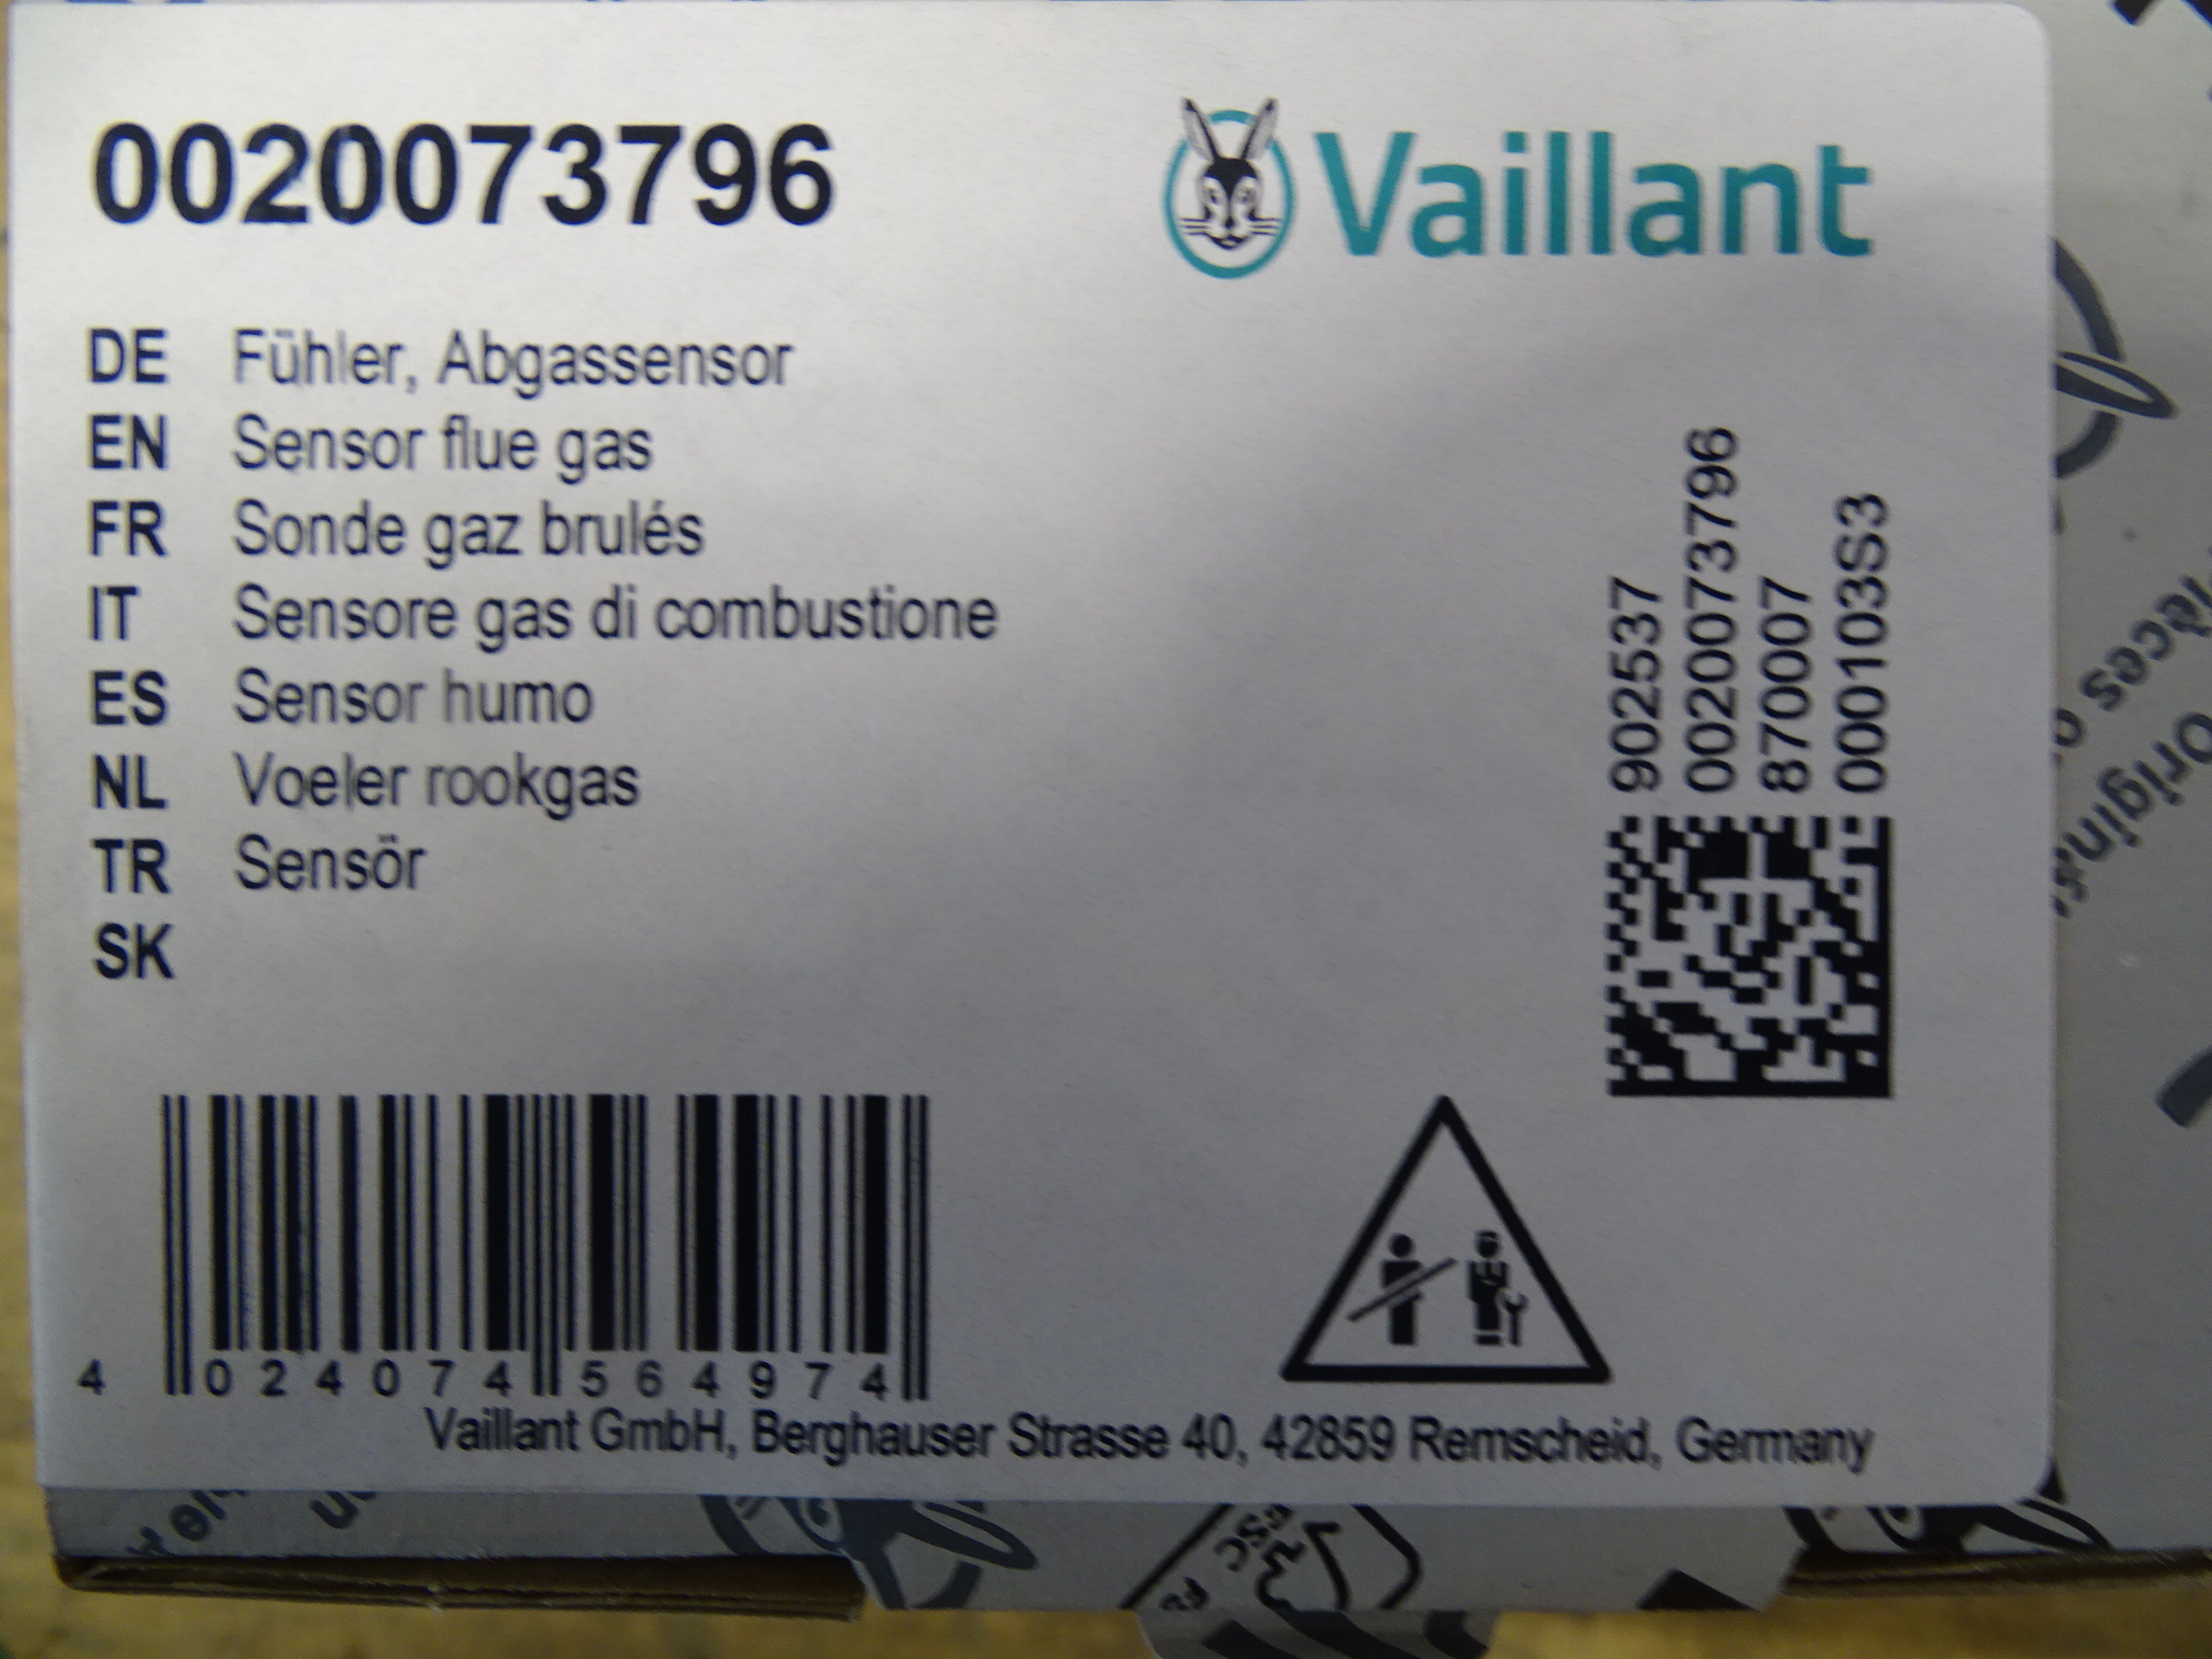 0020073796
Vaillant
DE Fühler, Abgassensor
EN Sensor flue gas
FR Sonde gaz brulés
IT Sensore gas di combustione
ES Sensor humo
NL Voeler rookgas
TR Sensör
SK
902537
0020073796
870007
000103S3
4 024074 564974
Vaillant GmbH, Berghauser Strasse 40, 42859 Remscheid, Germany
FSC